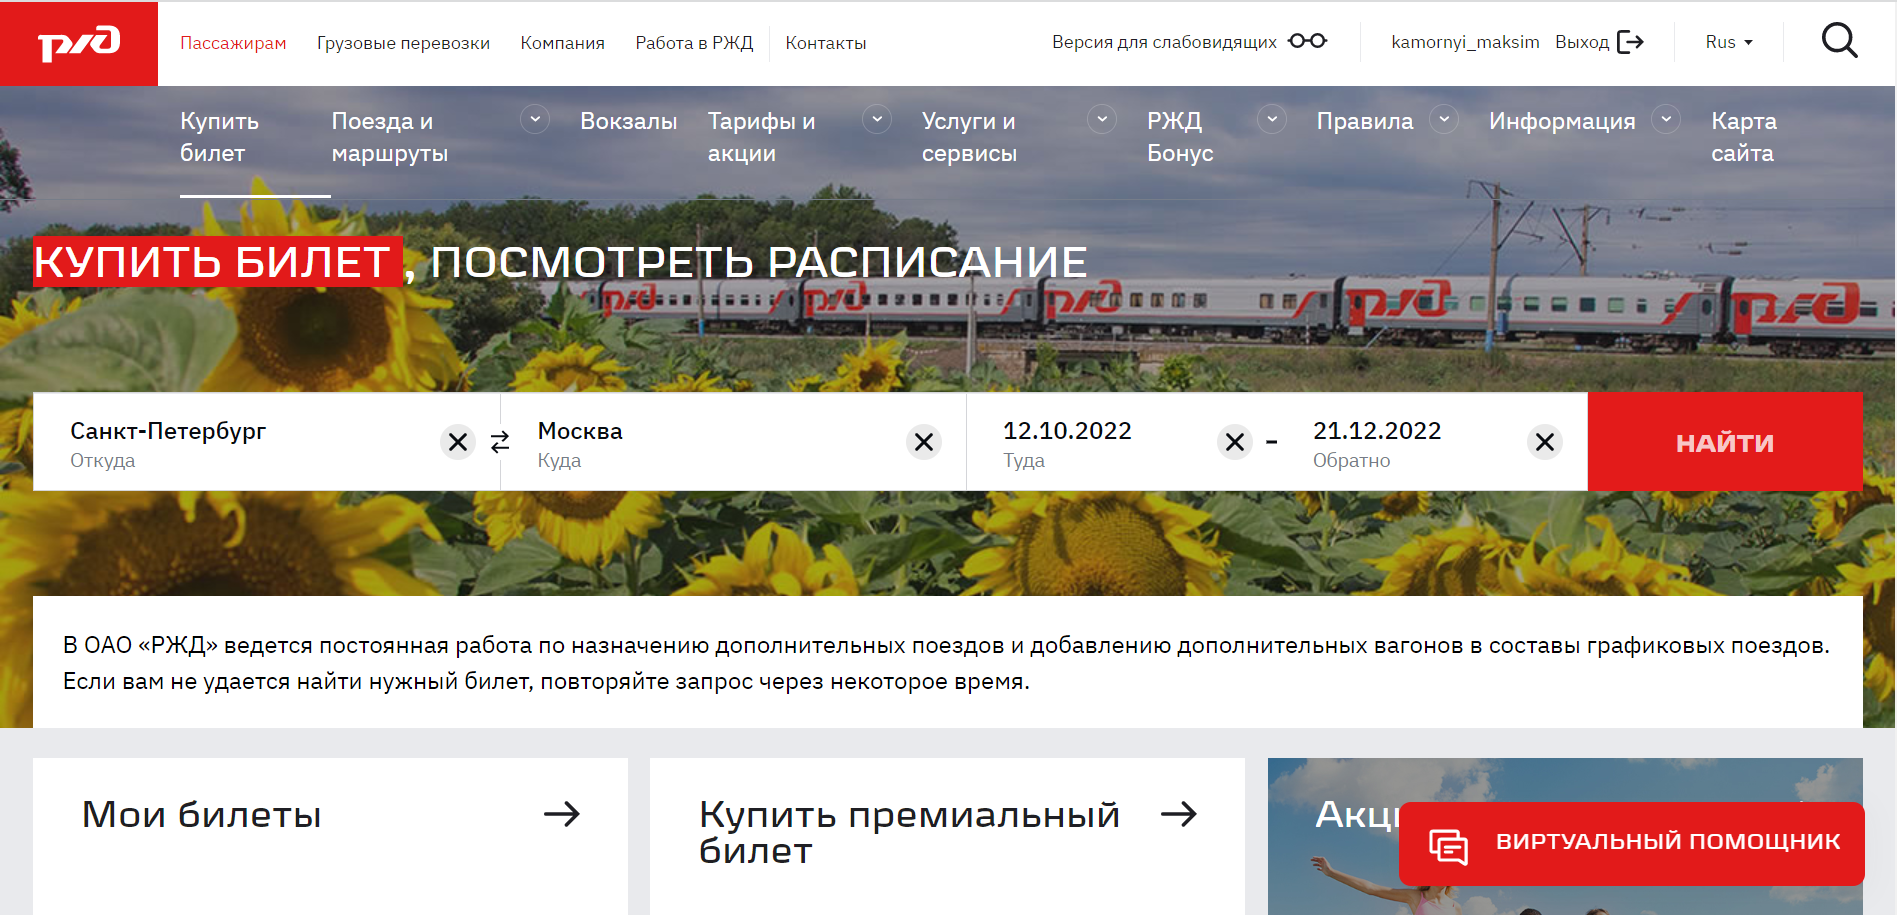 РЖД
Пассажирам
Грузовые перевозки
Компания
Работа в РЖД
Контакты
Версия для слабовидящих
kamornyi_maksim
Выход
Rus
Купить
билет
Поезда и
маршруты
Вокзалы
Тарифы и
акции
Услуги и
сервисы
РЖД
Бонус
Правила
Информация
Карта
сайта
КУПИТЬ БИЛЕТ, ПОСМОТРЕТЬ РАСПИСАНИЕ
Санкт-Петербург
Откуда
Москва
Куда
12.10.2022
Туда
-
21.12.2022
Обратно
НАЙТИ
В ОАО «РЖД» ведется постоянная работа по назначению дополнительных поездов и добавлению дополнительных вагонов в составы графиковых поездов.
Если вам не удается найти нужный билет, повторяйте запрос через некоторое время.
Мои билеты
Купить премиальный
билет
ВИРТУАЛЬНЫЙ ПОМОЩНИК